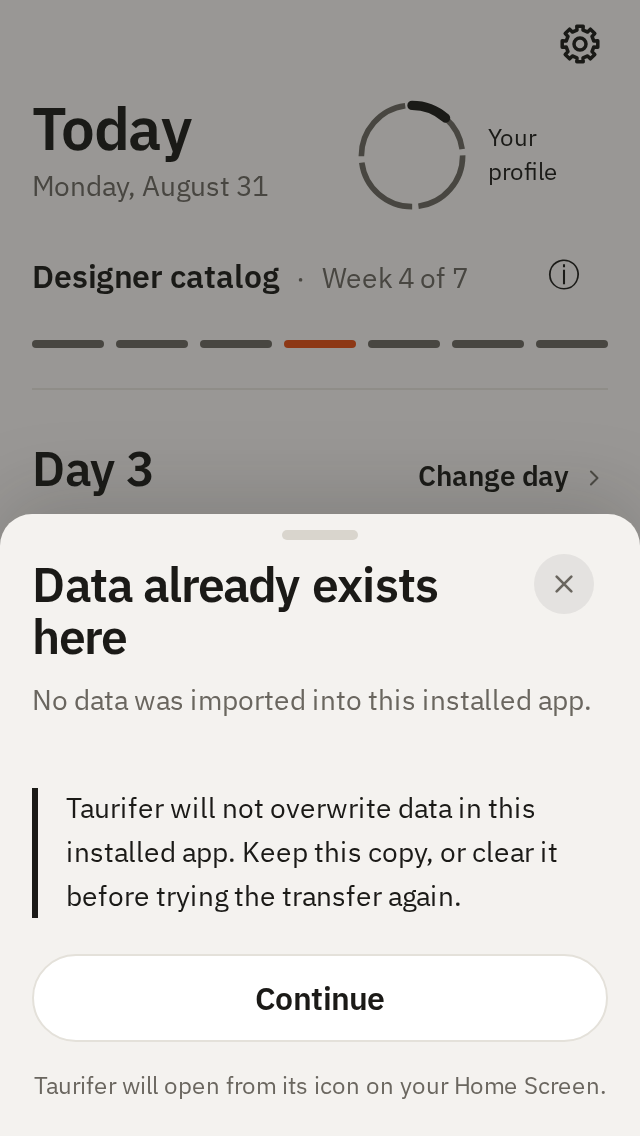 Today
Monday, August 31
Your
profile
Designer catalog · Week 4 of 7
Day 3
Change day
Data already exists
here
No data was imported into this installed app.
Taurifer will not overwrite data in this
installed app. Keep this copy, or clear it
before trying the transfer again.
Continue
Taurifer will open from its icon on your Home Screen.